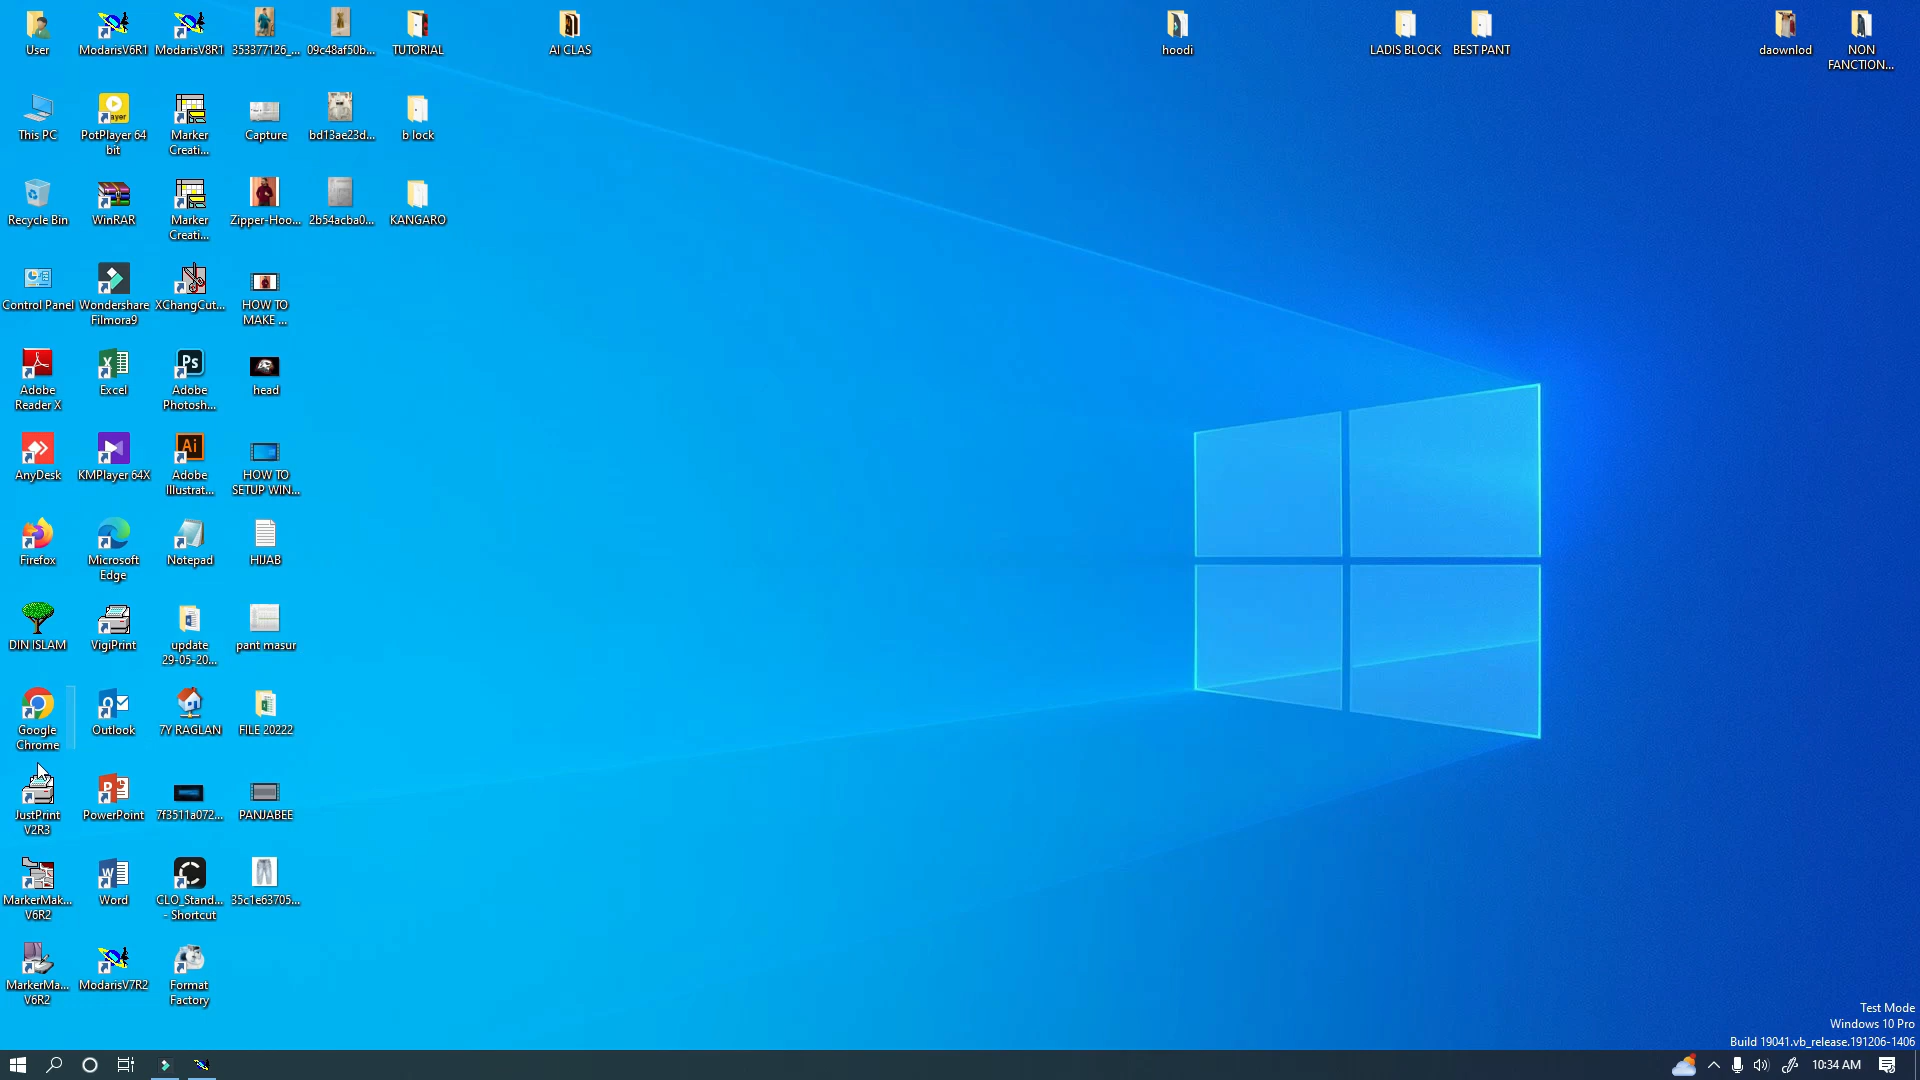 User
ModarisV6R1
ModarisV8R1
353377126_...
09c48af50b...
TUTORIAL
AI CLAS
hoodi
LADIS BLOCK
BEST PANT
daownlod
NON
FANCTION...
This PC
PotPlayer 64
bit
Marker
Creati...
Capture
bd13ae23d...
b lock
Recycle Bin
WinRAR
Marker
Creati...
Zipper-Hoo...
2b54acba0...
KANGARO
Control Panel
Wondershare
Filmora9
XChangCut...
HOW TO
MAKE ...
Adobe
Reader X
Excel
Adobe
Photosh...
head
AnyDesk
KMPlayer 64X
Adobe
Illustrat...
HOW TO
SETUP WIN...
Firefox
Microsoft
Edge
Notepad
HIJAB
DIN ISLAM
VigiPrint
update
29-05-20...
pant masur
Google
Chrome
Outlook
7Y RAGLAN
FILE 20222
JustPrint
V2R3
PowerPoint
7f3511a072...
PANJABEE
MarkerMak...
V6R2
Word
CLO_Stand...
- Shortcut
35c1e63705...
MarkerMa...
V6R2
ModarisV7R2
Format
Factory
Test Mode
Windows 10 Pro
Build 19041.vb_release.191206-1406
10:34 AM